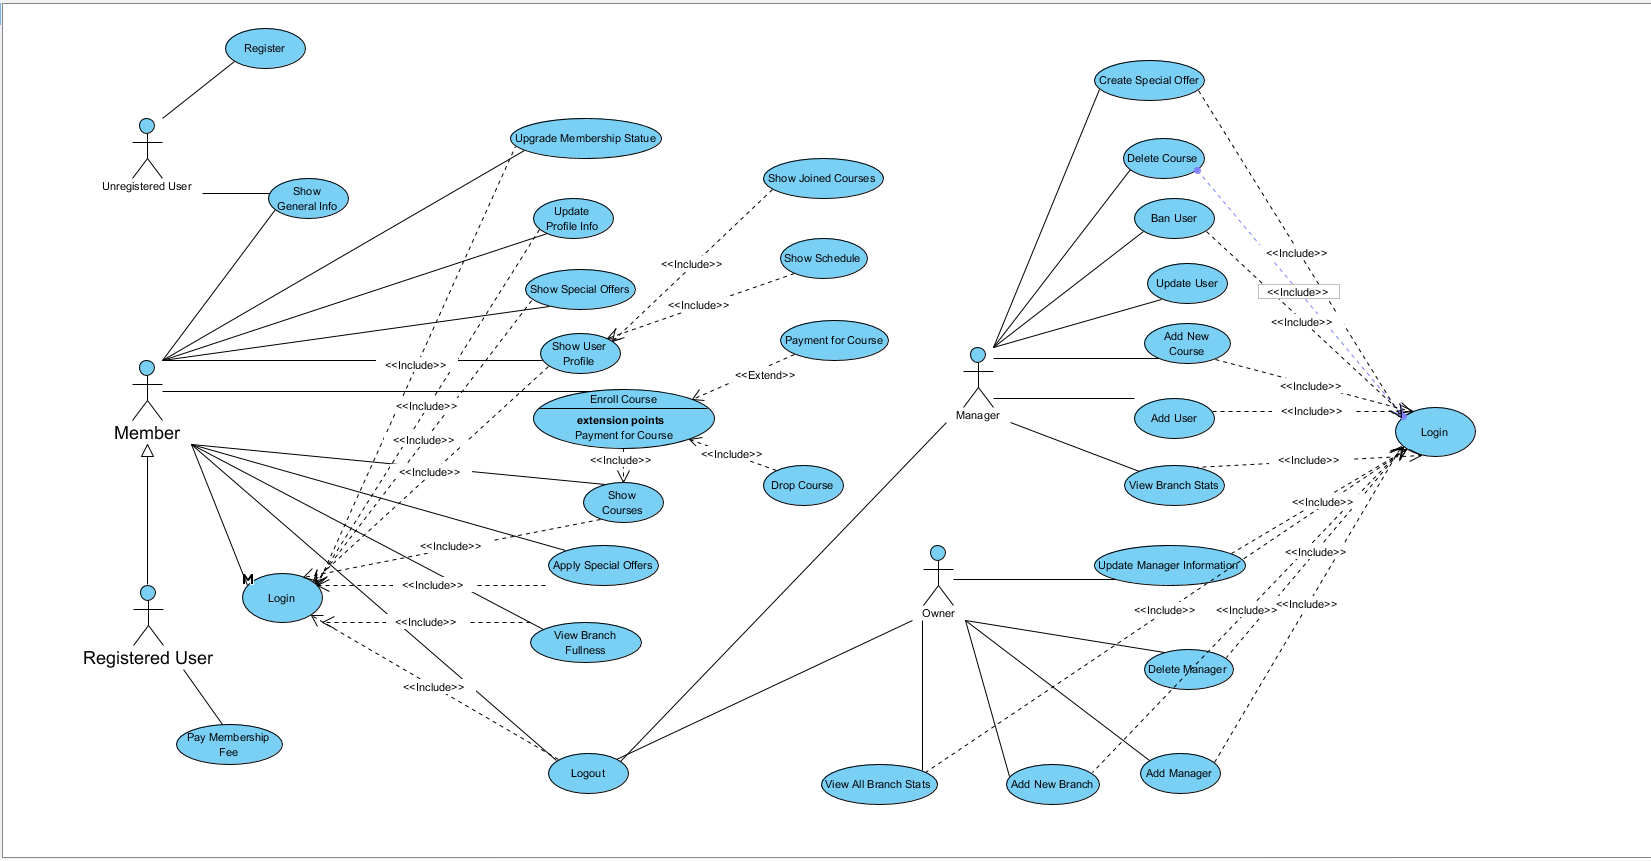 Register
Create Special Offer
Unregistered User
Upgrade Membership Statue
Delete Course
Show
General Info
Show Joined Courses
Update
Profile Info
Ban User
<<Include>>
<<Include>>
Show Schedule
Show Special Offers
Update User
<<Include>>
<<Include>>
<<Include>>
Payment for Course
Add New
Course
Show User
Profile
<<Include>>
<<Extend>>
<<Include>>
Manager
Enroll Course
extension points
Payment for Course
<<Include>>
Add User
<<Include>>
Member
<<Include>>
Login
<<Include>>
<<Include>>
<<Include>>
<<Include>>
Drop Course
View Branch Stats
Show
Courses
<<Include>>
<<Include>>
<<Include>>
Apply Special Offers
Update Manager Information
<<Include>>
Login
Owner
<<Include>>
<<Include>>
<<Include>>
<<Include>>
View Branch
Fullness
Registered User
Delete Manager
<<Include>>
Pay Membership
Fee
Logout
View All Branch Stats
Add New Branch
Add Manager